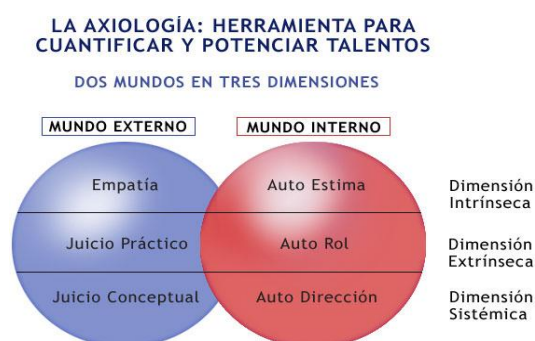 LA AXIOLOGÍA: HERRAMIENTA PARA
CUANTIFICAR Y POTENCIAR TALENTOS
DOS MUNDOS EN TRES DIMENSIONES
MUNDO EXTERNO MUNDO INTERNO
Empatía Auto Estima Dimensión
Intrínseca
Juicio Práctico Auto Rol Dimensión
Extrínseca
Juicio Conceptual Auto Dirección Dimensión
Sistémica